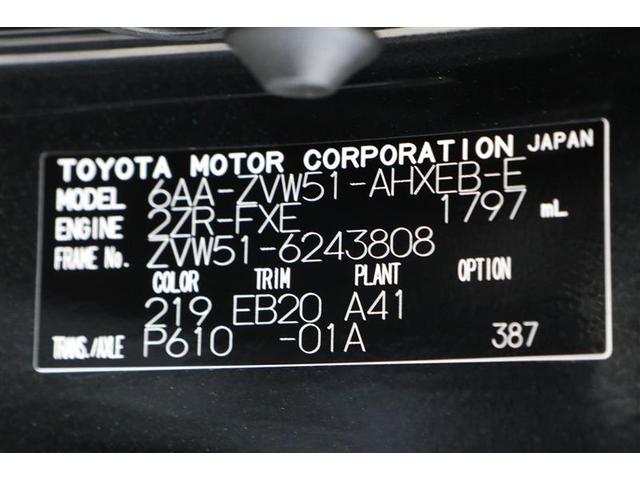 TOYOTA MOTOR CORPORATION JAPAN
MODEL 6AA-ZVW51-AHXEB-E
ENGINE 2ZR-FXE 1797 mL
FRAME No. ZVW51-6243808
COLOR TRIM PLANT OPTION
219 EB20 A41
TRANS./AXLE P610 -01A 387